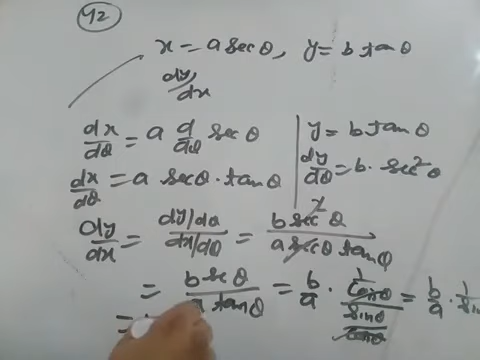 42
x = a secθ, y = b tanθ
dy/dx
dx/dθ = a d/dθ secθ
y = b tanθ
dx/dθ = a secθ · tanθ
dy/dθ = b · sec²θ
dy/dx = (dy/dθ)/(dx/dθ) = b sec²θ / a secθ tanθ
= b secθ / a tanθ = b/a · (1/cosθ)/(sinθ/cosθ) = b/a · 1/sin
=